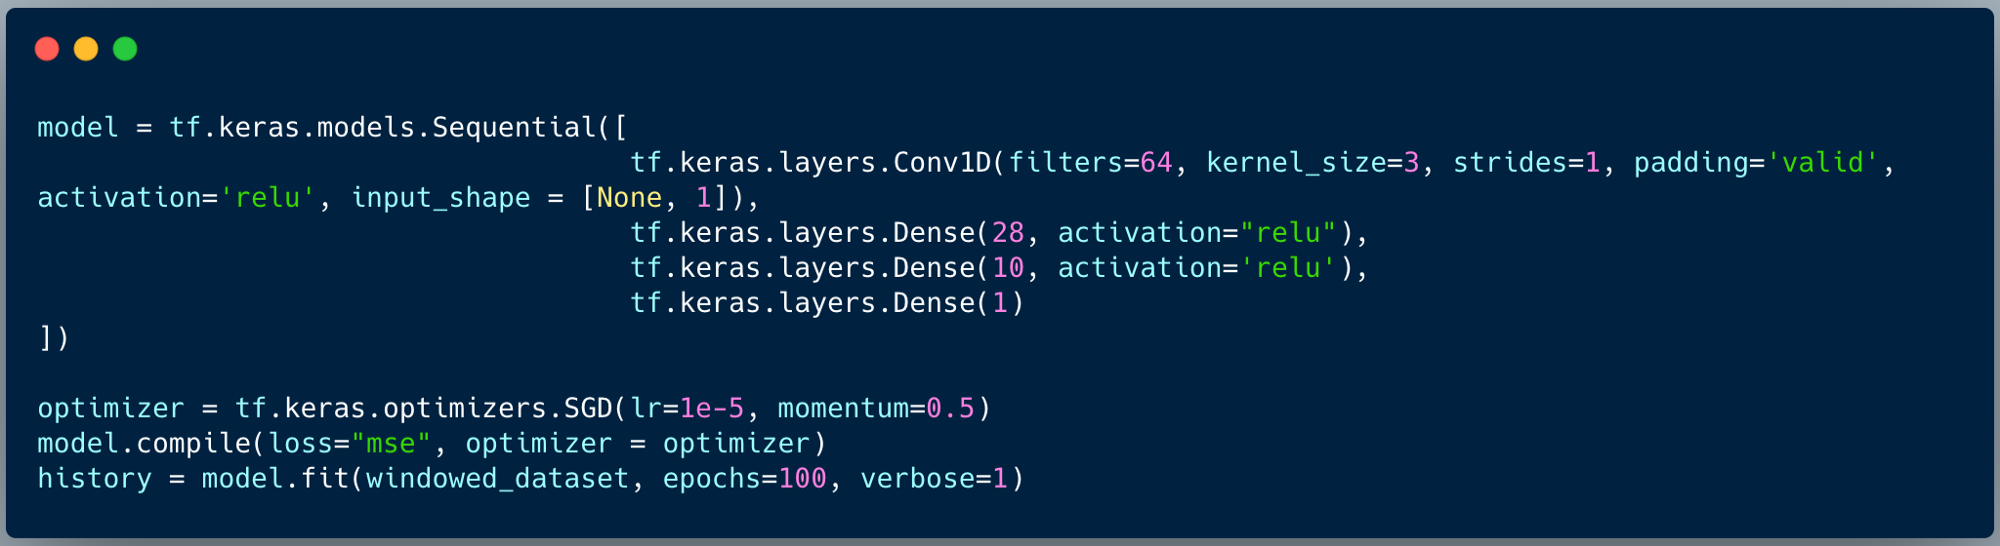 model = tf.keras.models.Sequential([
tf.keras.layers.Conv1D(filters=64, kernel_size=3, strides=1, padding='valid',
activation='relu', input_shape = [None, 1]),
tf.keras.layers.Dense(28, activation="relu"),
tf.keras.layers.Dense(10, activation='relu'),
tf.keras.layers.Dense(1)
])
optimizer = tf.keras.optimizers.SGD(lr=1e-5, momentum=0.5)
model.compile(loss="mse", optimizer = optimizer)
history = model.fit(windowed_dataset, epochs=100, verbose=1)